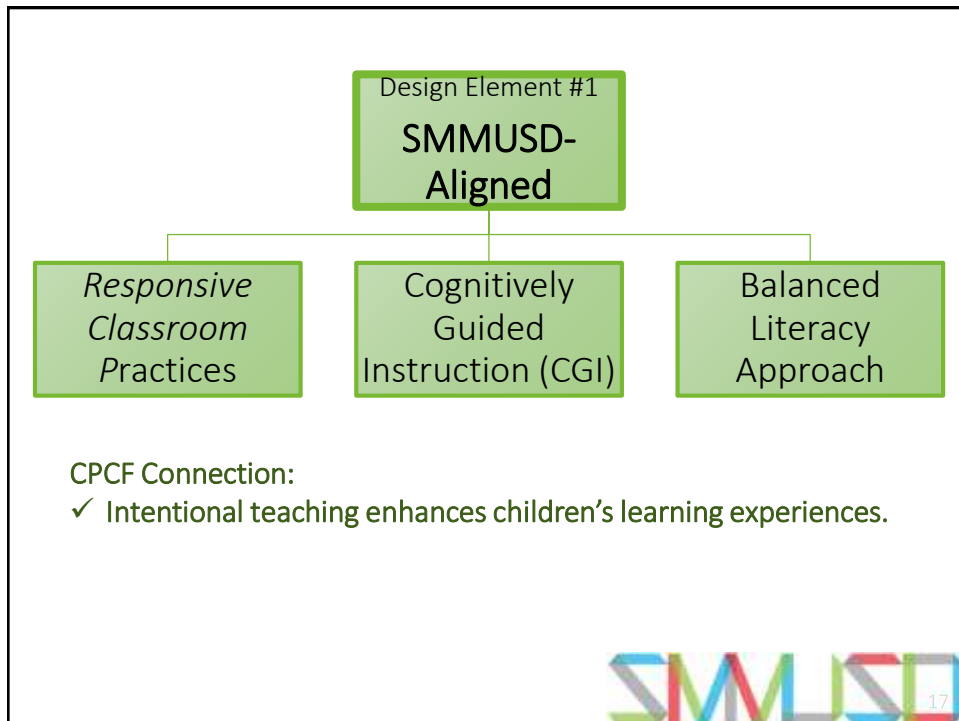 Design Element #1
SMMUSD-
Aligned
Responsive
Classroom
Practices
Cognitively
Guided
Instruction (CGI)
Balanced
Literacy
Approach
CPCF Connection:
✓ Intentional teaching enhances children’s learning experiences.
SMMUSD
17